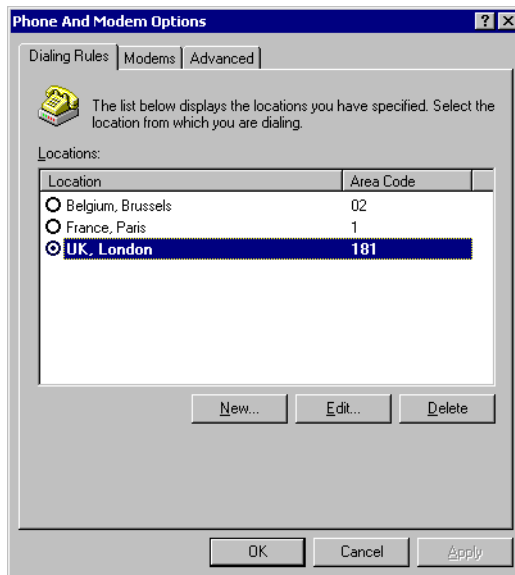 Phone And Modem Options
Dialing Rules Modems Advanced
The list below displays the locations you have specified. Select the
location from which you are dialing.
Locations:
Location Area Code
Belgium, Brussels 02
France, Paris 1
UK, London 181
New... Edit... Delete
OK Cancel Apply